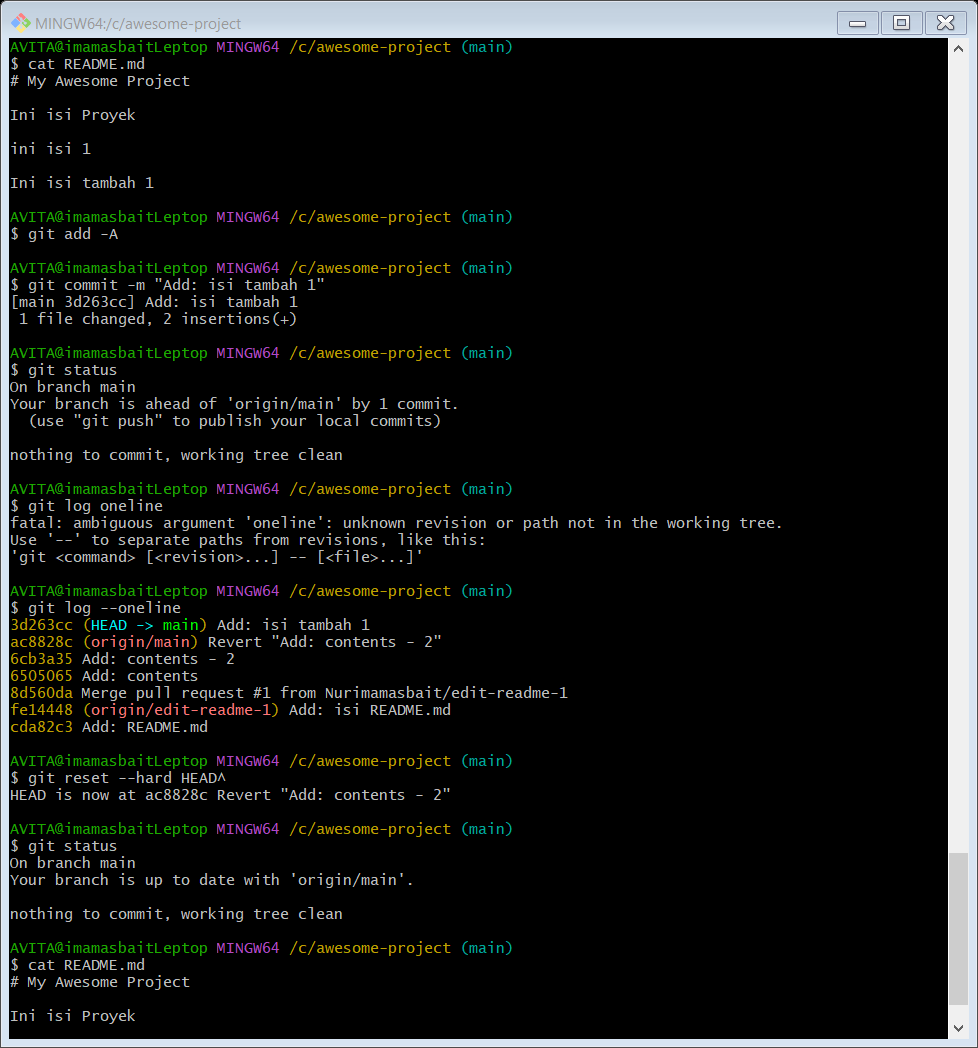 MINGW64:/c/awesome-project
AVITA@imamasbaitLeptop MINGW64 /c/awesome-project (main)
$ cat README.md
# My Awesome Project
Ini isi Proyek
ini isi 1
Ini isi tambah 1
AVITA@imamasbaitLeptop MINGW64 /c/awesome-project (main)
$ git add -A
AVITA@imamasbaitLeptop MINGW64 /c/awesome-project (main)
$ git commit -m "Add: isi tambah 1"
[main 3d263cc] Add: isi tambah 1
 1 file changed, 2 insertions(+)
AVITA@imamasbaitLeptop MINGW64 /c/awesome-project (main)
$ git status
On branch main
Your branch is ahead of 'origin/main' by 1 commit.
  (use "git push" to publish your local commits)
nothing to commit, working tree clean
AVITA@imamasbaitLeptop MINGW64 /c/awesome-project (main)
$ git log oneline
fatal: ambiguous argument 'oneline': unknown revision or path not in the working tree.
Use '--' to separate paths from revisions, like this:
'git <command> [<revision>...] -- [<file>...]'
AVITA@imamasbaitLeptop MINGW64 /c/awesome-project (main)
$ git log --oneline
3d263cc (HEAD -> main) Add: isi tambah 1
ac8828c (origin/main) Revert "Add: contents - 2"
6cb3a35 Add: contents - 2
6505065 Add: contents
8d560da Merge pull request #1 from Nurimamasbait/edit-readme-1
fe14448 (origin/edit-readme-1) Add: isi README.md
cda82c3 Add: README.md
AVITA@imamasbaitLeptop MINGW64 /c/awesome-project (main)
$ git reset --hard HEAD^
HEAD is now at ac8828c Revert "Add: contents - 2"
AVITA@imamasbaitLeptop MINGW64 /c/awesome-project (main)
$ git status
On branch main
Your branch is up to date with 'origin/main'.
nothing to commit, working tree clean
AVITA@imamasbaitLeptop MINGW64 /c/awesome-project (main)
$ cat README.md
# My Awesome Project
Ini isi Proyek